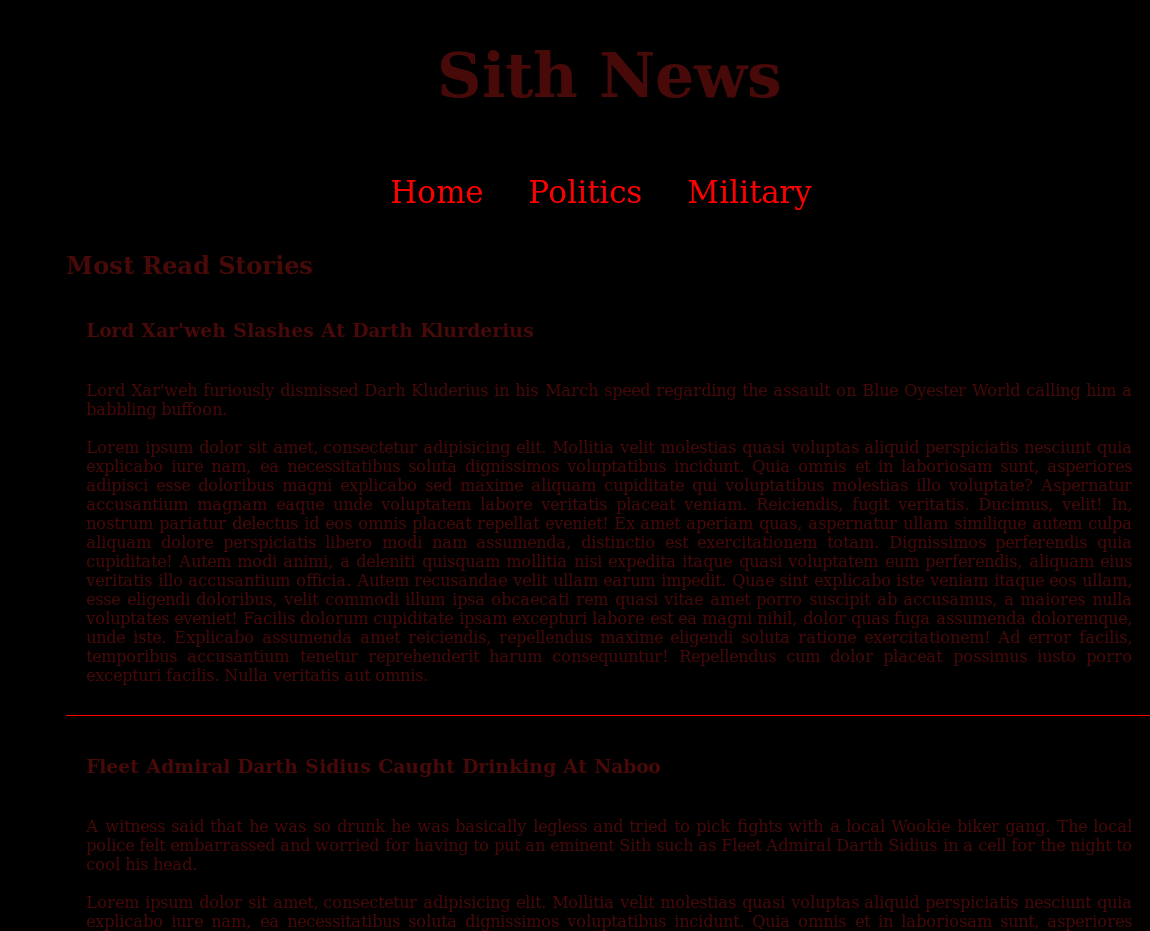 Sith News
Home Politics Military
Most Read Stories
Lord Xar'weh Slashes At Darth Klurderius
Lord Xar'weh furiously dismissed Darh Kluderius in his March speed regarding the assault on Blue Oyester World calling him a
babbling buffoon.
Lorem ipsum dolor sit amet, consectetur adipisicing elit. Mollitia velit molestias quasi voluptas aliquid perspiciatis nesciunt quia
explicabo iure nam, ea necessitatibus soluta dignissimos voluptatibus incidunt. Quia omnis et in laboriosam sunt, asperiores
adipisci esse doloribus magni explicabo sed maxime aliquam cupiditate qui voluptatibus molestias illo voluptate? Aspernatur
accusantium magnam eaque unde voluptatem labore veritatis placeat veniam. Reiciendis, fugit veritatis. Ducimus, velit! In,
nostrum pariatur delectus id eos omnis placeat repellat eveniet! Ex amet aperiam quas, aspernatur ullam similique autem culpa
aliquam dolore perspiciatis libero modi nam assumenda, distinctio est exercitationem totam. Dignissimos perferendis quia
cupiditate! Autem modi animi, a deleniti quisquam mollitia nisi expedita itaque quasi voluptatem eum perferendis, aliquam eius
veritatis illo accusantium officia. Autem recusandae velit ullam earum impedit. Quae sint explicabo iste veniam itaque eos ullam,
esse eligendi doloribus, velit commodi illum ipsa obcaecati rem quasi vitae amet porro suscipit ab accusamus, a maiores nulla
voluptates eveniet! Facilis dolorum cupiditate ipsam excepturi labore est ea magni nihil, dolor quas fuga assumenda doloremque,
unde iste. Explicabo assumenda amet reiciendis, repellendus maxime eligendi soluta ratione exercitationem! Ad error facilis,
temporibus accusantium tenetur reprehenderit harum consequuntur! Repellendus cum dolor placeat possimus iusto porro
excepturi facilis. Nulla veritatis aut omnis.
Fleet Admiral Darth Sidius Caught Drinking At Naboo
A witness said that he was so drunk he was basically legless and tried to pick fights with a local Wookie biker gang. The local
police felt embarrassed and worried for having to put an eminent Sith such as Fleet Admiral Darth Sidius in a cell for the night to
cool his head.
Lorem ipsum dolor sit amet, consectetur adipisicing elit. Mollitia velit molestias quasi voluptas aliquid perspiciatis nesciunt quia
explicabo iure nam, ea necessitatibus soluta dignissimos voluptatibus incidunt. Quia omnis et in laboriosam sunt, asperiores